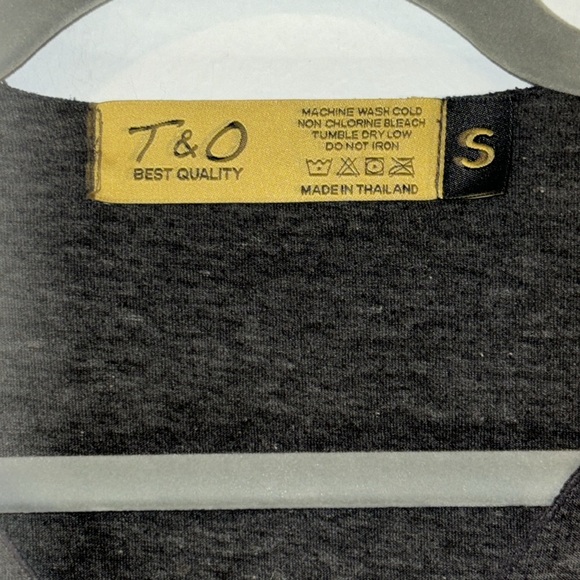 T&O
BEST QUALITY
MACHINE WASH COLD
NON CHLORINE BLEACH
TUMBLE DRY LOW
DO NOT IRON
MADE IN THAILAND
S